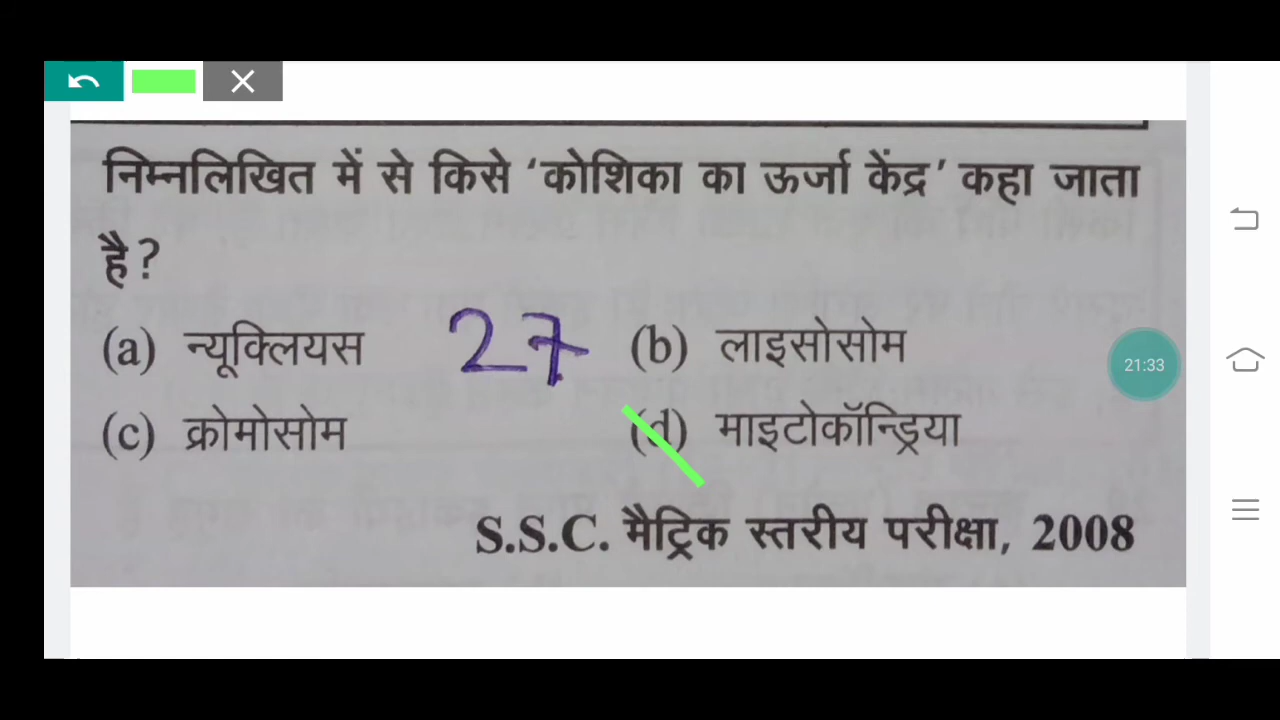 निम्नलिखित में से किसे ‘कोशिका का ऊर्जा केंद्र’ कहा जाता
है?
(a) न्यूक्लियस 27 (b) लाइसोसोम
21:33
(c) क्रोमोसोम (d) माइटोकॉन्ड्रिया
S.S.C. मैट्रिक स्तरीय परीक्षा, 2008